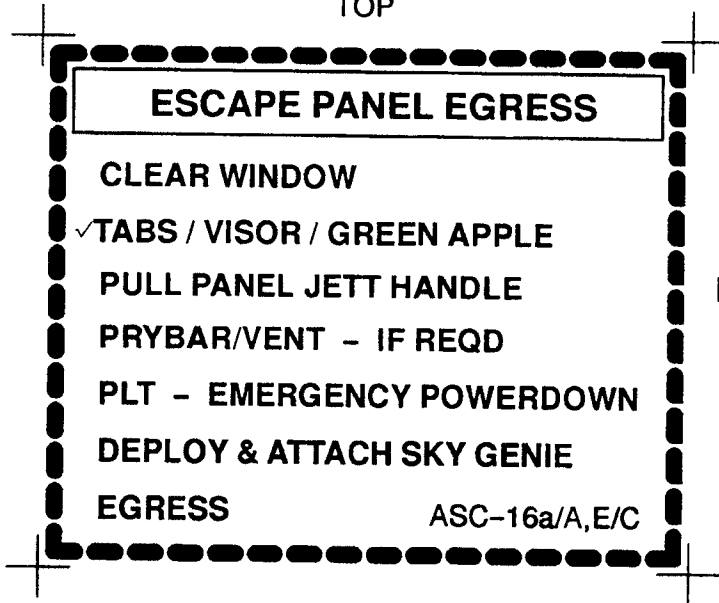 TOP
ESCAPE PANEL EGRESS
CLEAR WINDOW
✓TABS / VISOR / GREEN APPLE
PULL PANEL JETT HANDLE
PRYBAR/VENT – IF REQD
PLT – EMERGENCY POWERDOWN
DEPLOY & ATTACH SKY GENIE
EGRESS ASC–16a/A,E/C